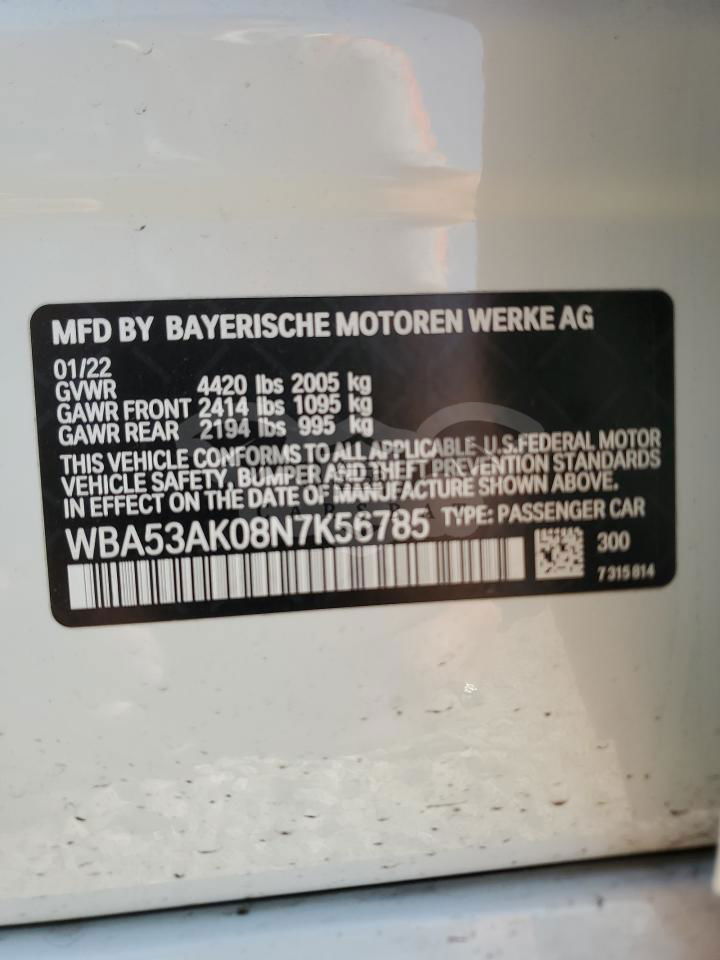 MFD BY BAYERISCHE MOTOREN WERKE AG
01/22
GVWR 4420 lbs 2005 kg
GAWR FRONT 2414 lbs 1095 kg
GAWR REAR 2194 lbs 995 kg
THIS VEHICLE CONFORMS TO ALL APPLICABLE U.S.FEDERAL MOTOR
VEHICLE SAFETY, BUMPER AND THEFT PREVENTION STANDARDS
IN EFFECT ON THE DATE OF MANUFACTURE SHOWN ABOVE.
WBA53AK08N7K56785 TYPE: PASSENGER CAR
300
7 315 814